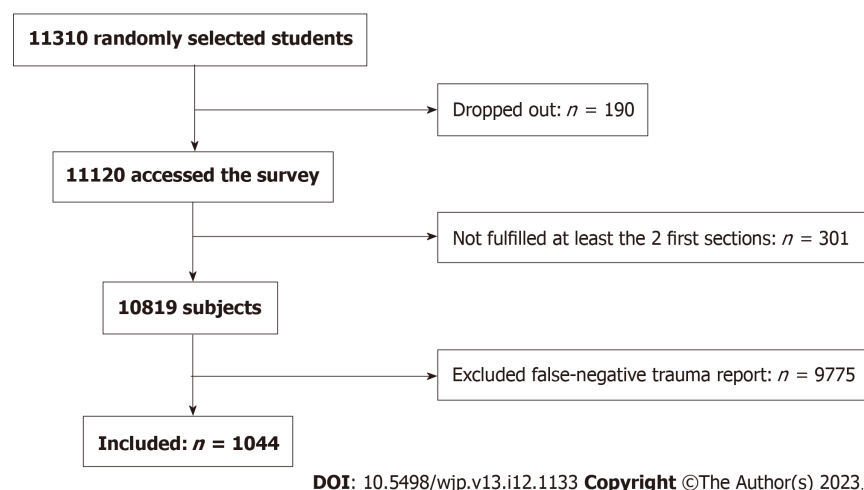 11310 randomly selected students
Dropped out: n = 190
11120 accessed the survey
Not fulfilled at least the 2 first sections: n = 301
10819 subjects
Excluded false-negative trauma report: n = 9775
Included: n = 1044
DOI: 10.5498/wjp.v13.i12.1133 Copyright ©The Author(s) 2023.